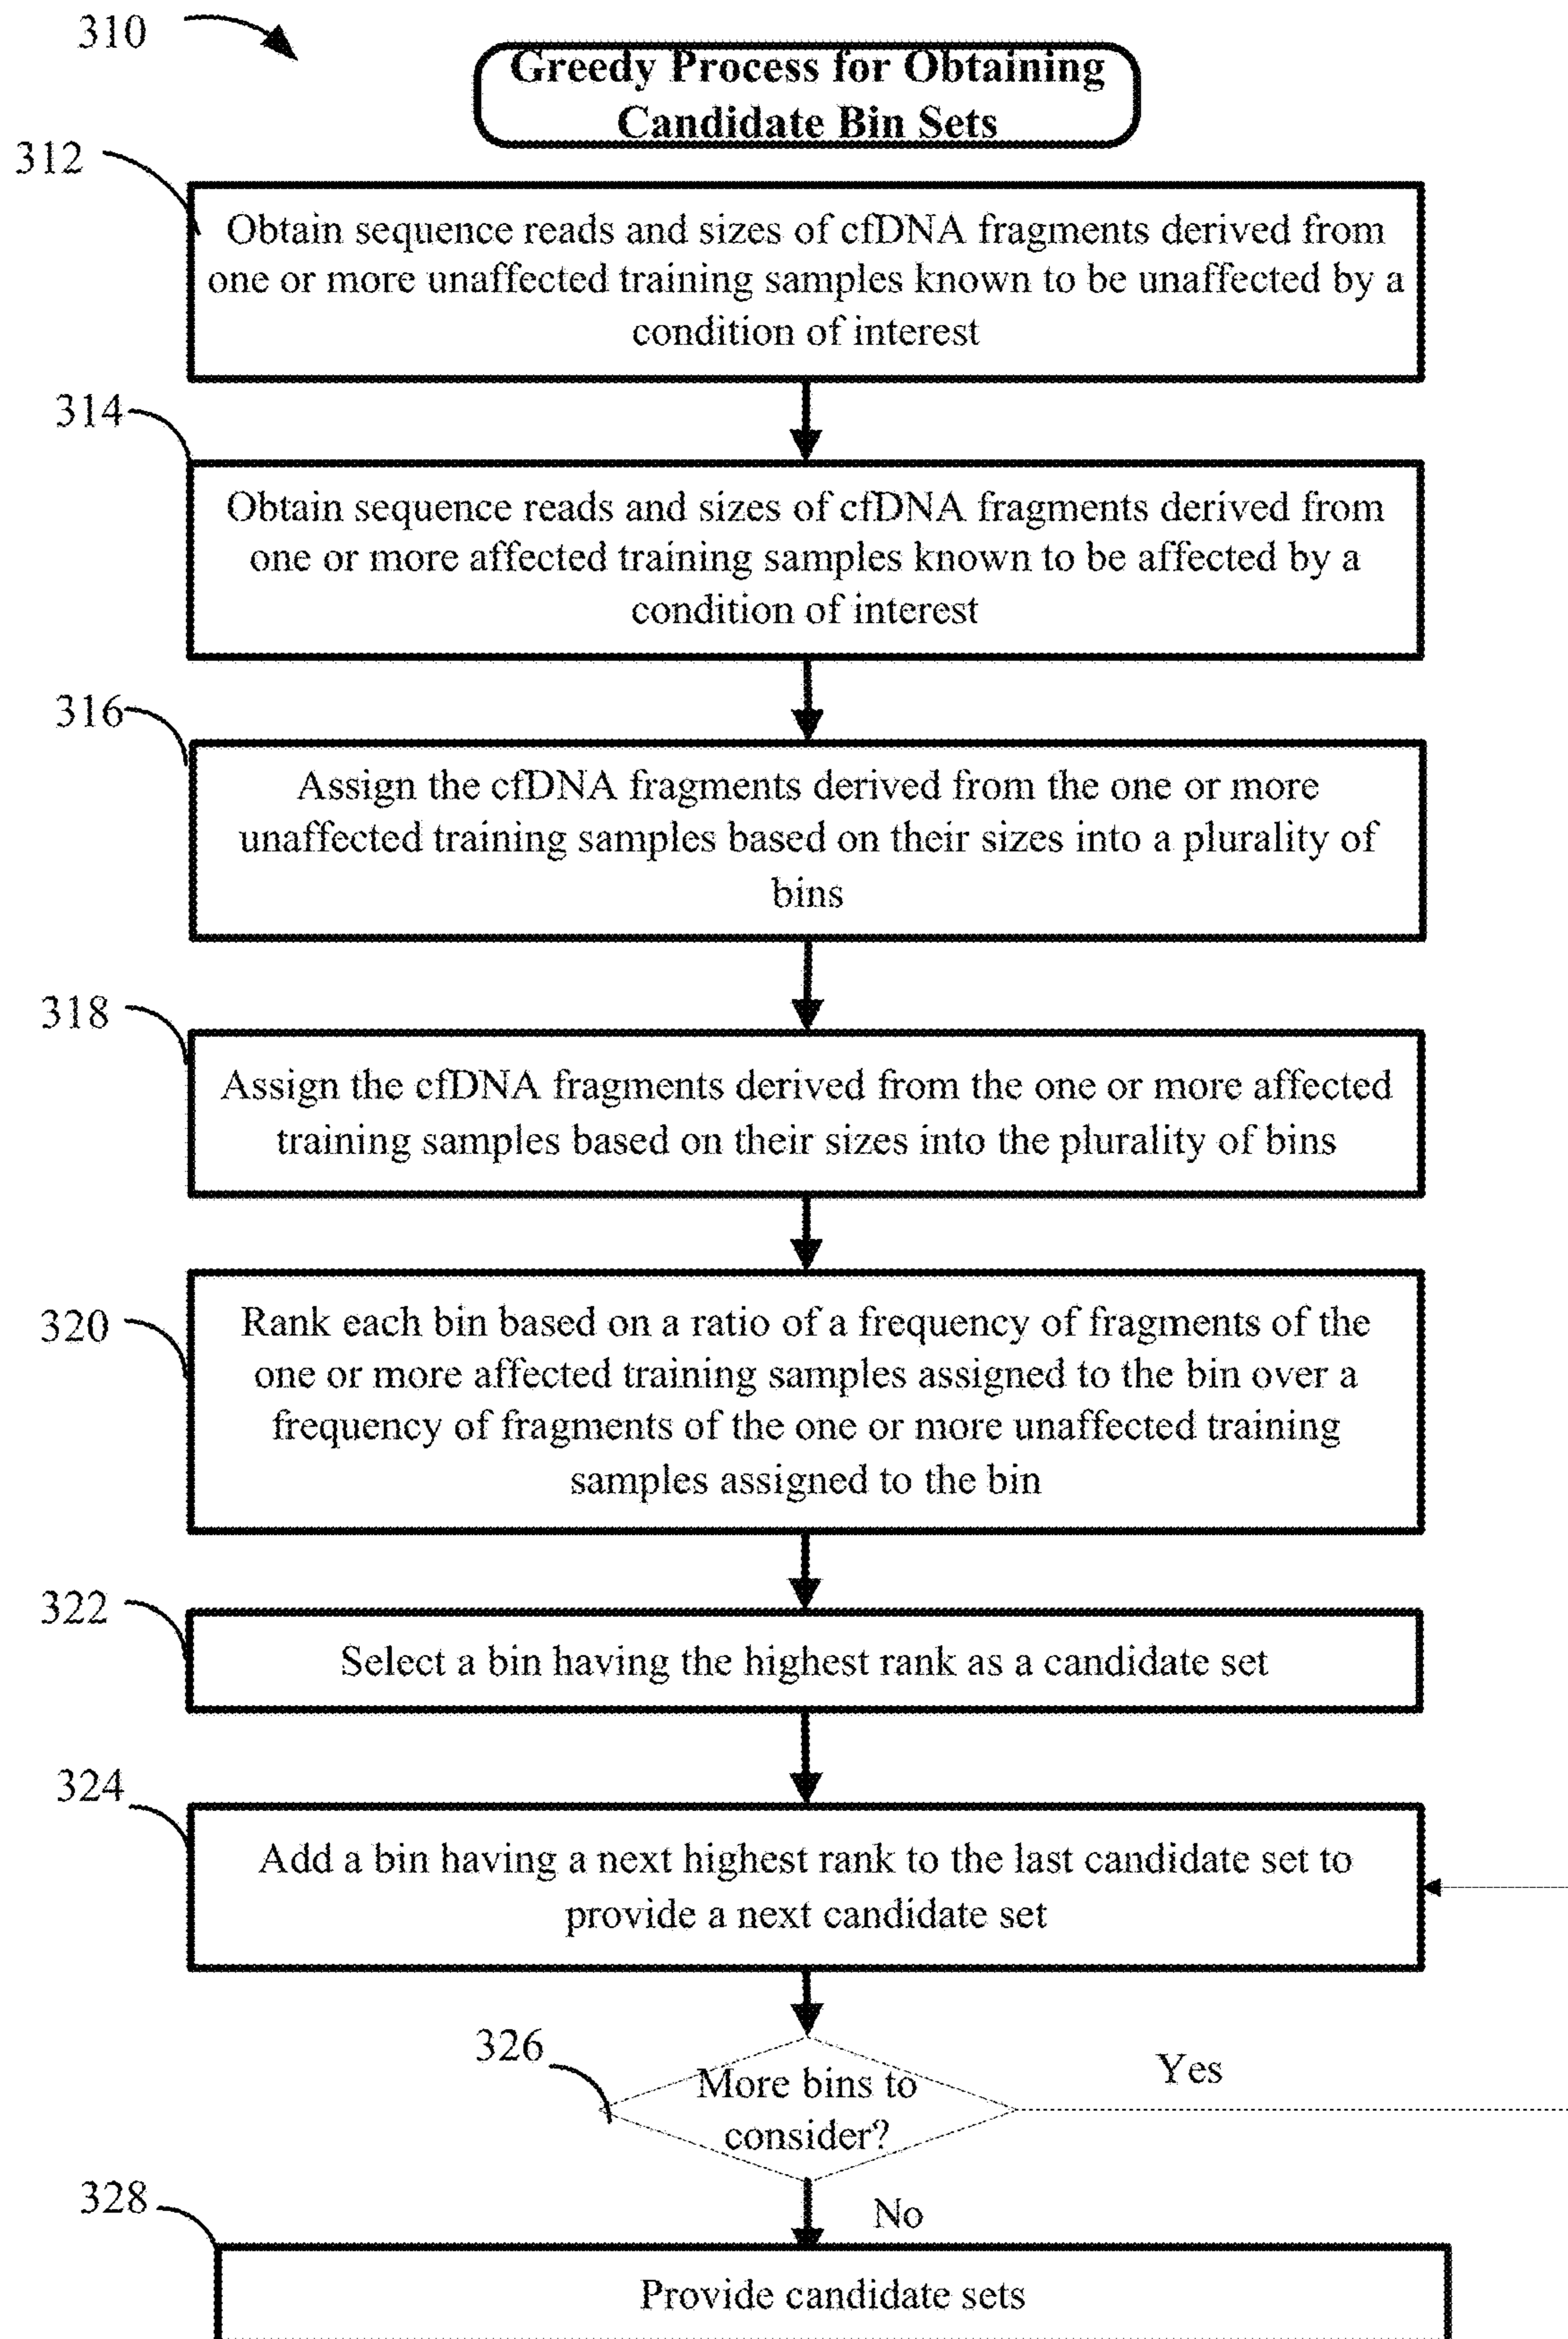 310
Greedy Process for Obtaining
Candidate Bin Sets
312
Obtain sequence reads and sizes of cfDNA fragments derived from
one or more unaffected training samples known to be unaffected by a
condition of interest
314
Obtain sequence reads and sizes of cfDNA fragments derived from
one or more affected training samples known to be affected by a
condition of interest
316
Assign the cfDNA fragments derived from the one or more
unaffected training samples based on their sizes into a plurality of
bins
318
Assign the cfDNA fragments derived from the one or more affected
training samples based on their sizes into the plurality of bins
320
Rank each bin based on a ratio of a frequency of fragments of the
one or more affected training samples assigned to the bin over a
frequency of fragments of the one or more unaffected training
samples assigned to the bin
322
Select a bin having the highest rank as a candidate set
324
Add a bin having a next highest rank to the last candidate set to
provide a next candidate set
326
More bins to
consider?
Yes
No
328
Provide candidate sets